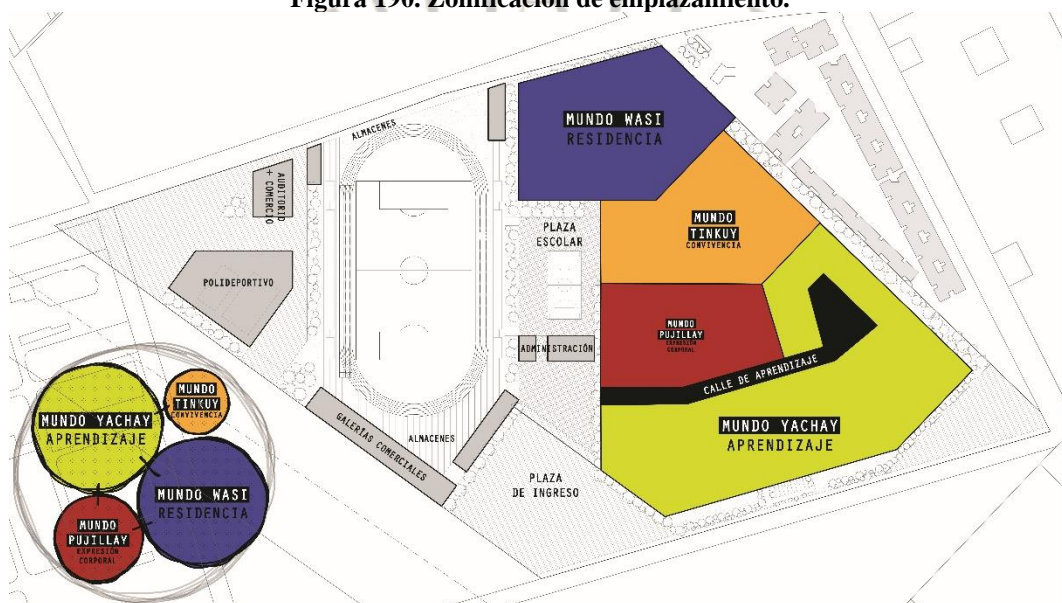 Figura 190. Zonificación de emplazamiento.
ALMACENES
MUNDO WASI
RESIDENCIA
AUDITORIO
+ COMERCIO
MUNDO
TINKUY
CONVIVENCIA
PLAZA
ESCOLAR
POLIDEPORTIVO
MUNDO
PUJILLAY
EXPRESIÓN
CORPORAL
ADMINISTRACIÓN
CALLE DE APRENDIZAJE
MUNDO YACHAY
APRENDIZAJE
GALERÍAS COMERCIALES
ALMACENES
PLAZA
DE INGRESO
MUNDO
TINKUY
CONVIVENCIA
MUNDO YACHAY
APRENDIZAJE
MUNDO WASI
RESIDENCIA
MUNDO
PUJILLAY
EXPRESIÓN
CORPORAL